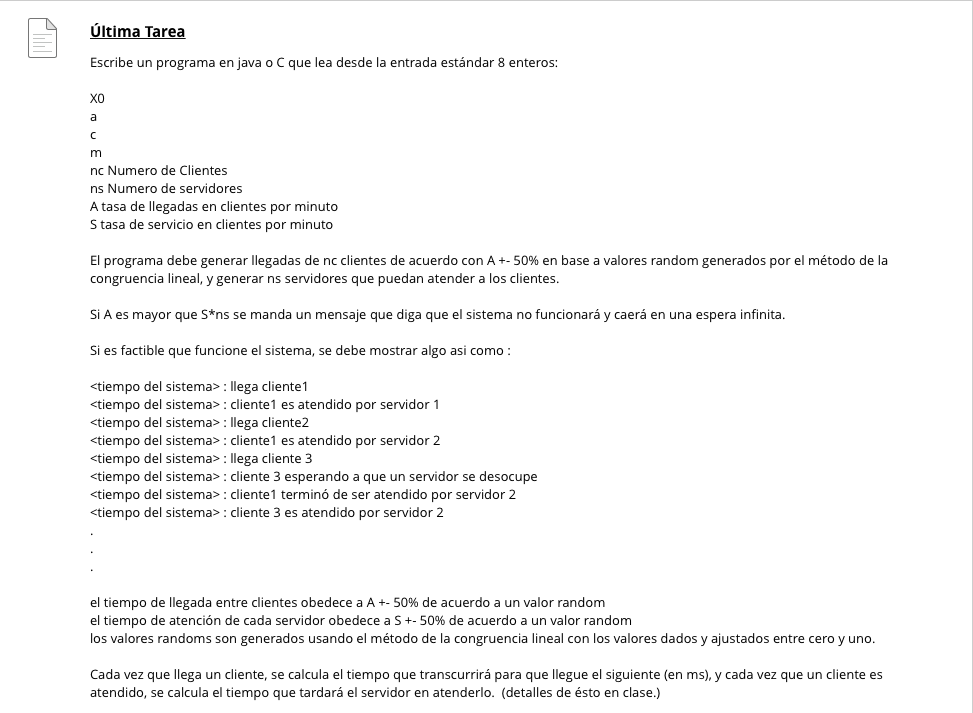 Última Tarea
Escribe un programa en java o C que lea desde la entrada estándar 8 enteros:
X0
a
c
m
nc Numero de Clientes
ns Numero de servidores
A tasa de llegadas en clientes por minuto
S tasa de servicio en clientes por minuto
El programa debe generar llegadas de nc clientes de acuerdo con A +- 50% en base a valores random generados por el método de la
congruencia lineal, y generar ns servidores que puedan atender a los clientes.
Si A es mayor que S*ns se manda un mensaje que diga que el sistema no funcionará y caerá en una espera infinita.
Si es factible que funcione el sistema, se debe mostrar algo asi como :
<tiempo del sistema> : llega cliente1
<tiempo del sistema> : cliente1 es atendido por servidor 1
<tiempo del sistema> : llega cliente2
<tiempo del sistema> : cliente1 es atendido por servidor 2
<tiempo del sistema> : llega cliente 3
<tiempo del sistema> : cliente 3 esperando a que un servidor se desocupe
<tiempo del sistema> : cliente1 terminó de ser atendido por servidor 2
<tiempo del sistema> : cliente 3 es atendido por servidor 2
.
.
.
el tiempo de llegada entre clientes obedece a A +- 50% de acuerdo a un valor random
el tiempo de atención de cada servidor obedece a S +- 50% de acuerdo a un valor random
los valores randoms son generados usando el método de la congruencia lineal con los valores dados y ajustados entre cero y uno.
Cada vez que llega un cliente, se calcula el tiempo que transcurrirá para que llegue el siguiente (en ms), y cada vez que un cliente es
atendido, se calcula el tiempo que tardará el servidor en atenderlo.  (detalles de ésto en clase.)